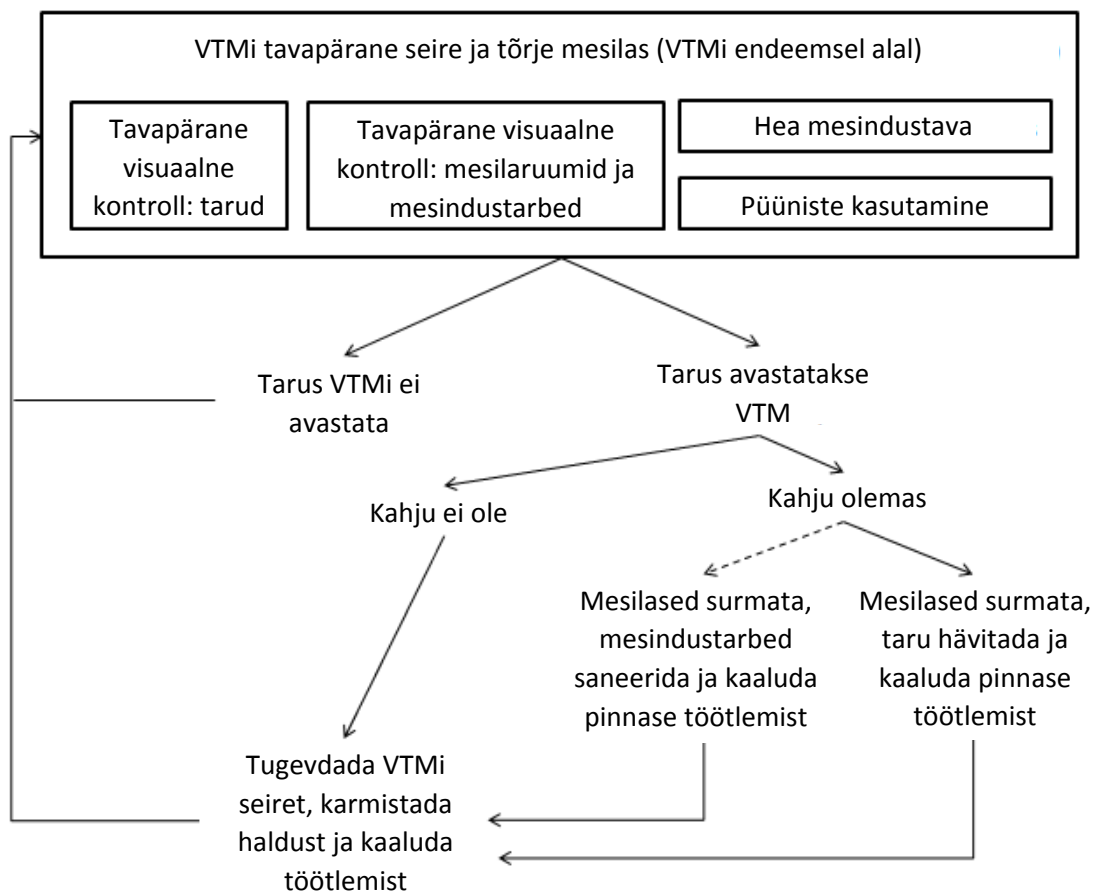 VTMi tavapärane seire ja tõrje mesilas (VTMi endeemsel alal)
Tavapärane
visuaalne
kontroll: tarud
Tavapärane visuaalne
kontroll: mesilaruumid ja
mesindustarbed
Hea mesindustava
Püüniste kasutamine
Tarus VTMi ei
avastata
Tarus avastatakse
VTM
Kahju ei ole
Kahju olemas
Mesilased surmata,
mesindustarbed
saneerida ja kaaluda
pinnase töötlemist
Mesilased surmata,
taru hävitada ja
kaaluda pinnase
töötlemist
Tugevdada VTMi
seiret, karmistada
haldust ja kaaluda
töötlemist